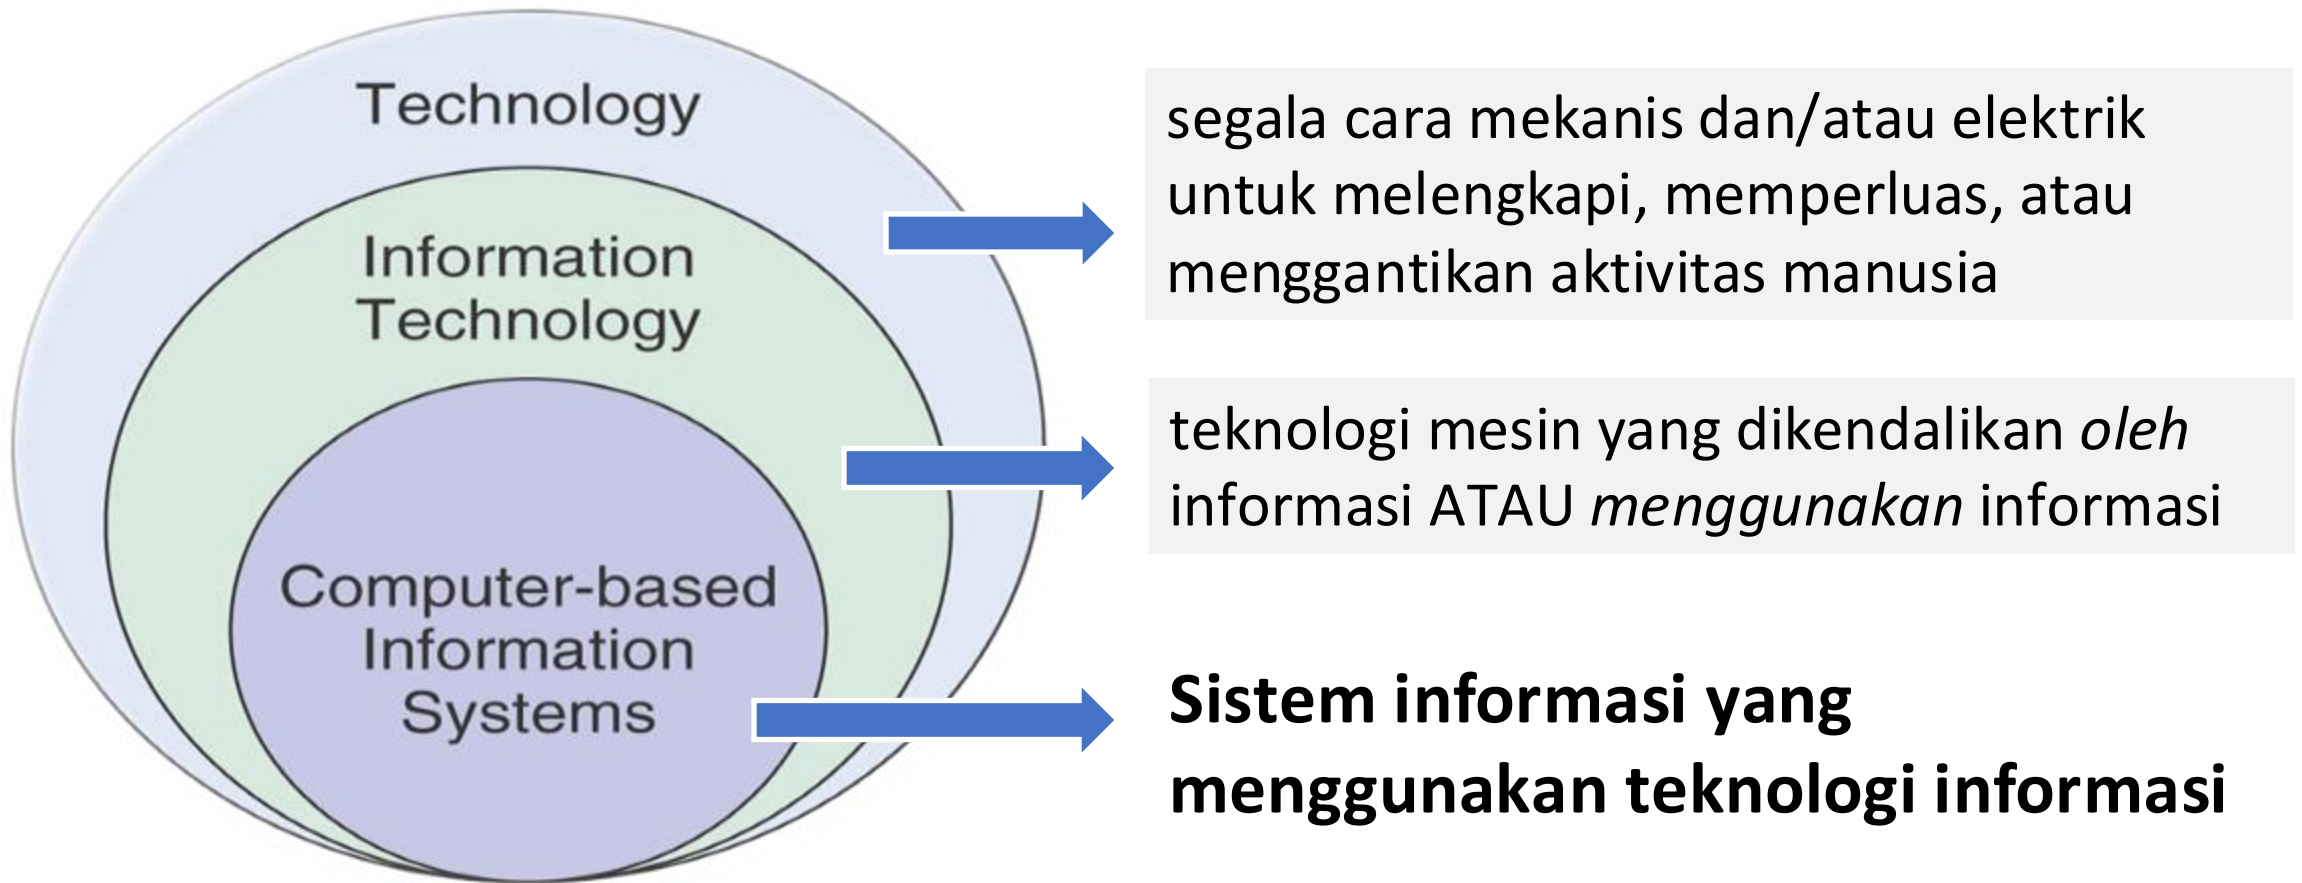 Technology
segala cara mekanis dan/atau elektrik
untuk melengkapi, memperluas, atau
menggantikan aktivitas manusia
Information
Technology
teknologi mesin yang dikendalikan oleh
informasi ATAU menggunakan informasi
Computer-based
Information
Systems
Sistem informasi yang
menggunakan teknologi informasi